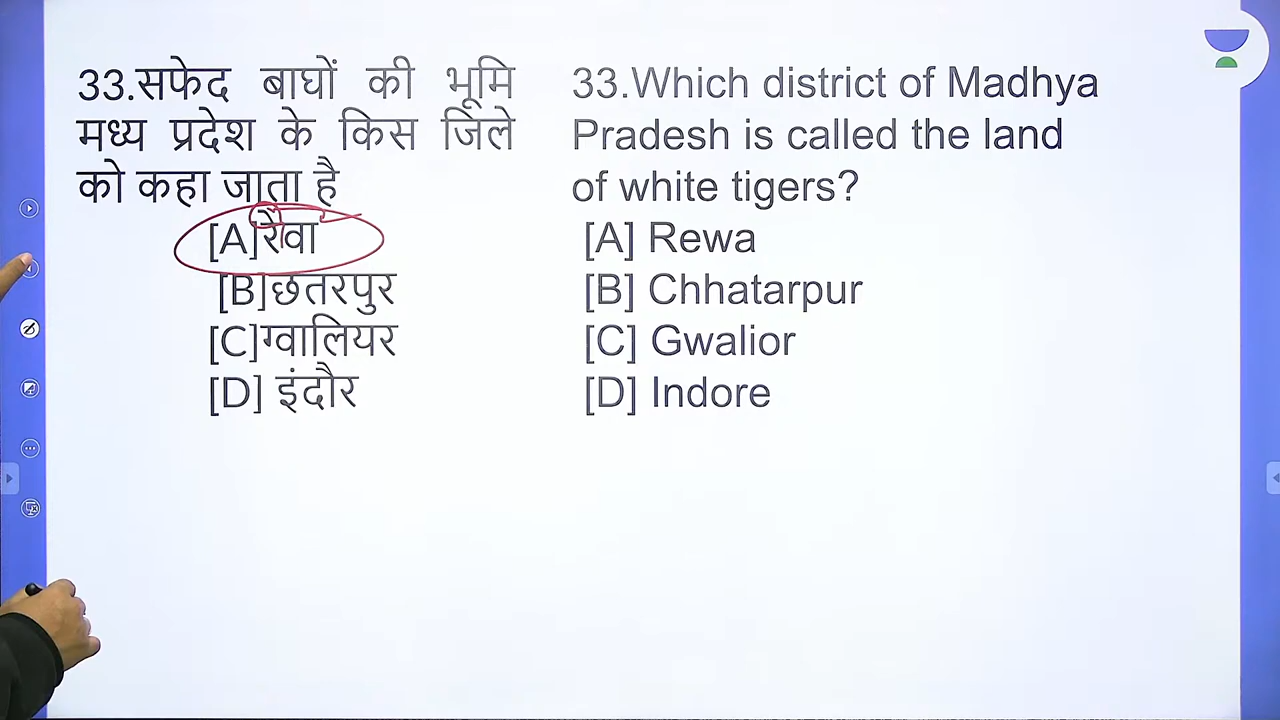 33.सफेद बाघों की भूमि
मध्य प्रदेश के किस जिले
को कहा जाता है
[A]रेवा
[B]छतरपुर
[C]ग्वालियर
[D] इंदौर
33.Which district of Madhya
Pradesh is called the land
of white tigers?
[A] Rewa
[B] Chhatarpur
[C] Gwalior
[D] Indore